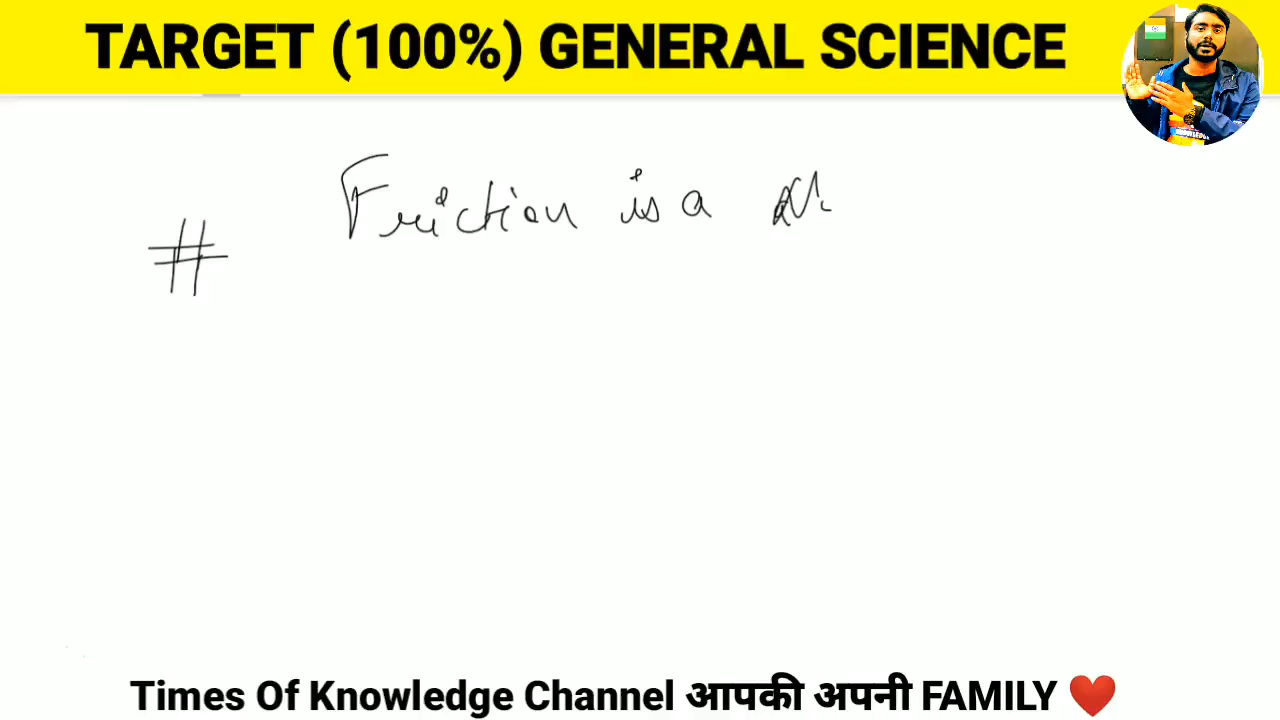 TARGET (100%) GENERAL SCIENCE
# Friction is a
Times Of Knowledge Channel आपकी अपनी FAMILY ❤️